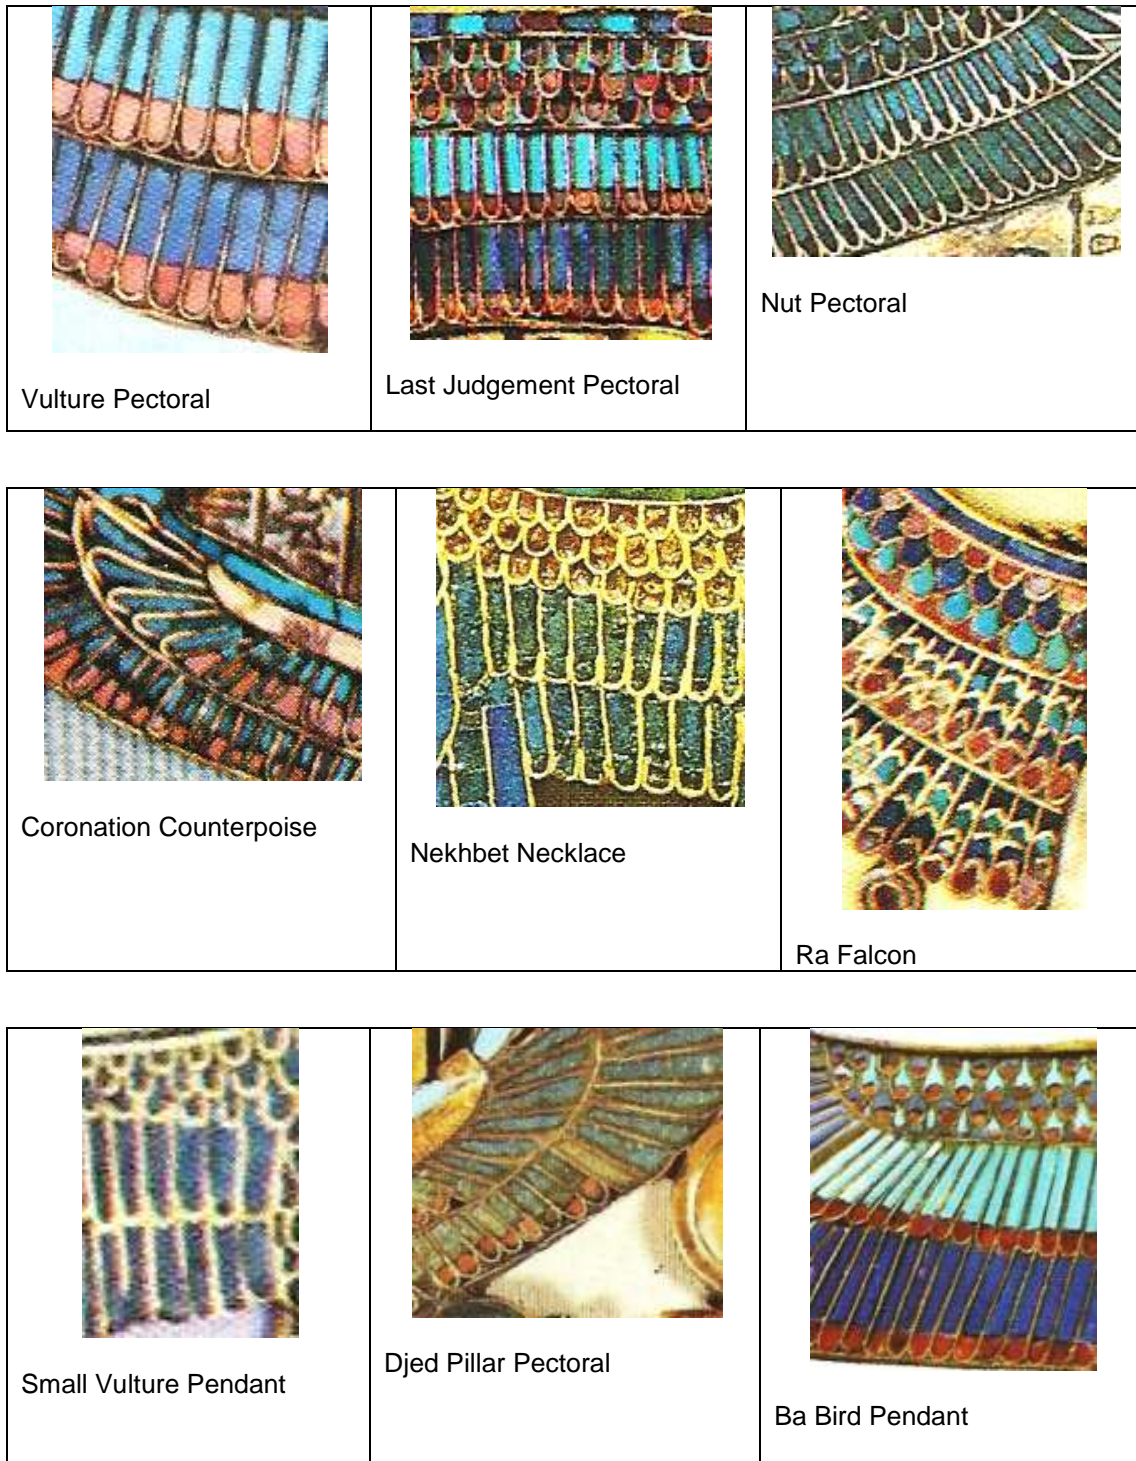 Vulture Pectoral
Last Judgement Pectoral
Nut Pectoral
Coronation Counterpoise
Nekhbet Necklace
Ra Falcon
Small Vulture Pendant
Djed Pillar Pectoral
Ba Bird Pendant